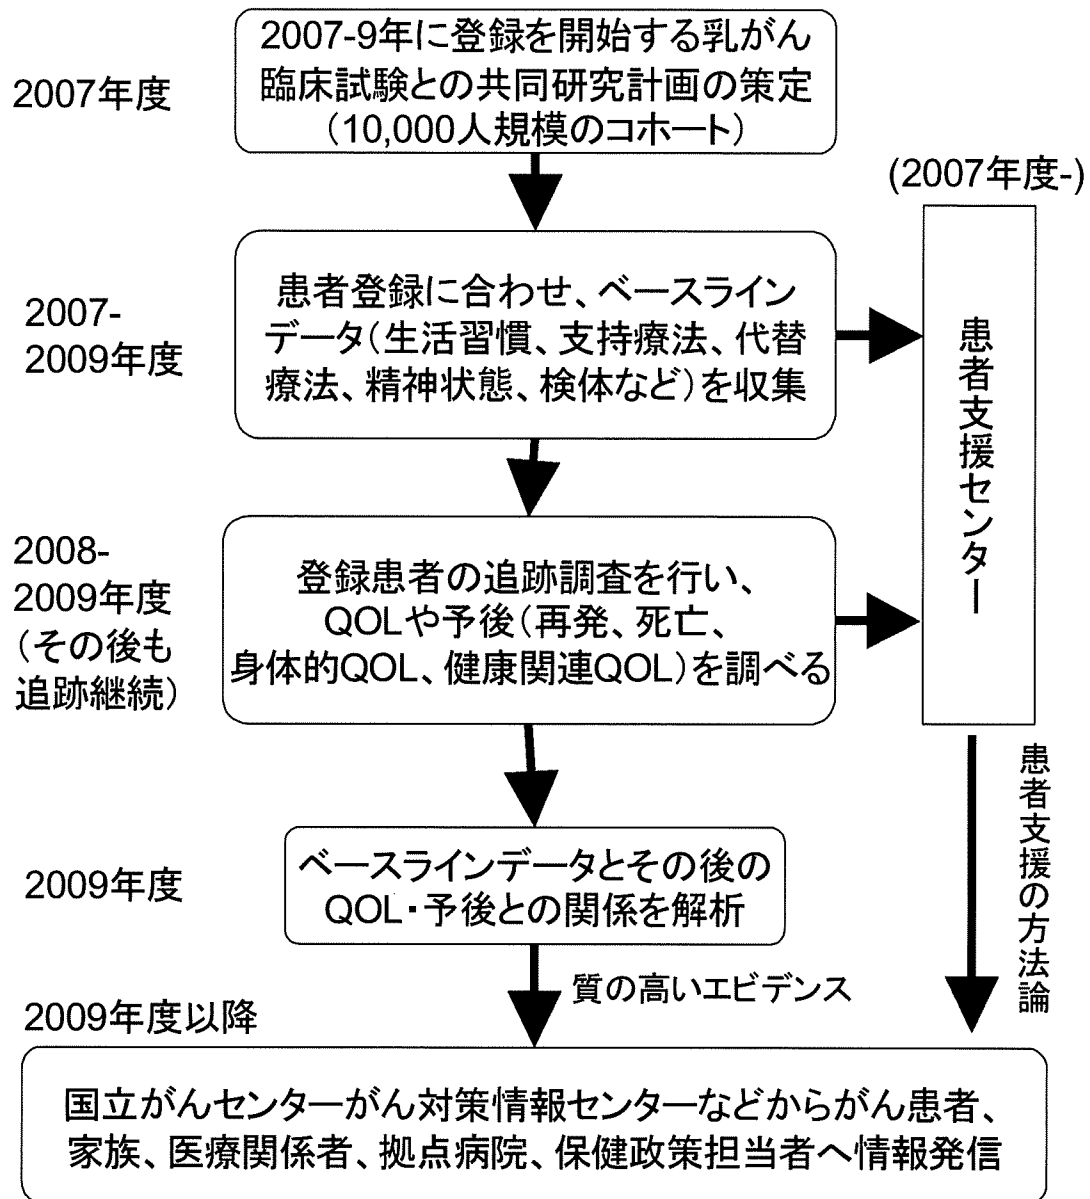 2007年度
2007-9年に登録を開始する乳がん
臨床試験との共同研究計画の策定
(10,000人規模のコホート)
(2007年度-)
2007-
2009年度
患者登録に合わせ、ベースライン
データ(生活習慣、支持療法、代替
療法、精神状態、検体など)を収集
患者支援センター
2008-
2009年度
(その後も
追跡継続)
登録患者の追跡調査を行い、
QOLや予後(再発、死亡、
身体的QOL、健康関連QOL)を調べる
2009年度
ベースラインデータとその後の
QOL・予後との関係を解析
質の高いエビデンス
患者支援の方法論
2009年度以降
国立がんセンターがん対策情報センターなどからがん患者、
家族、医療関係者、拠点病院、保健政策担当者へ情報発信